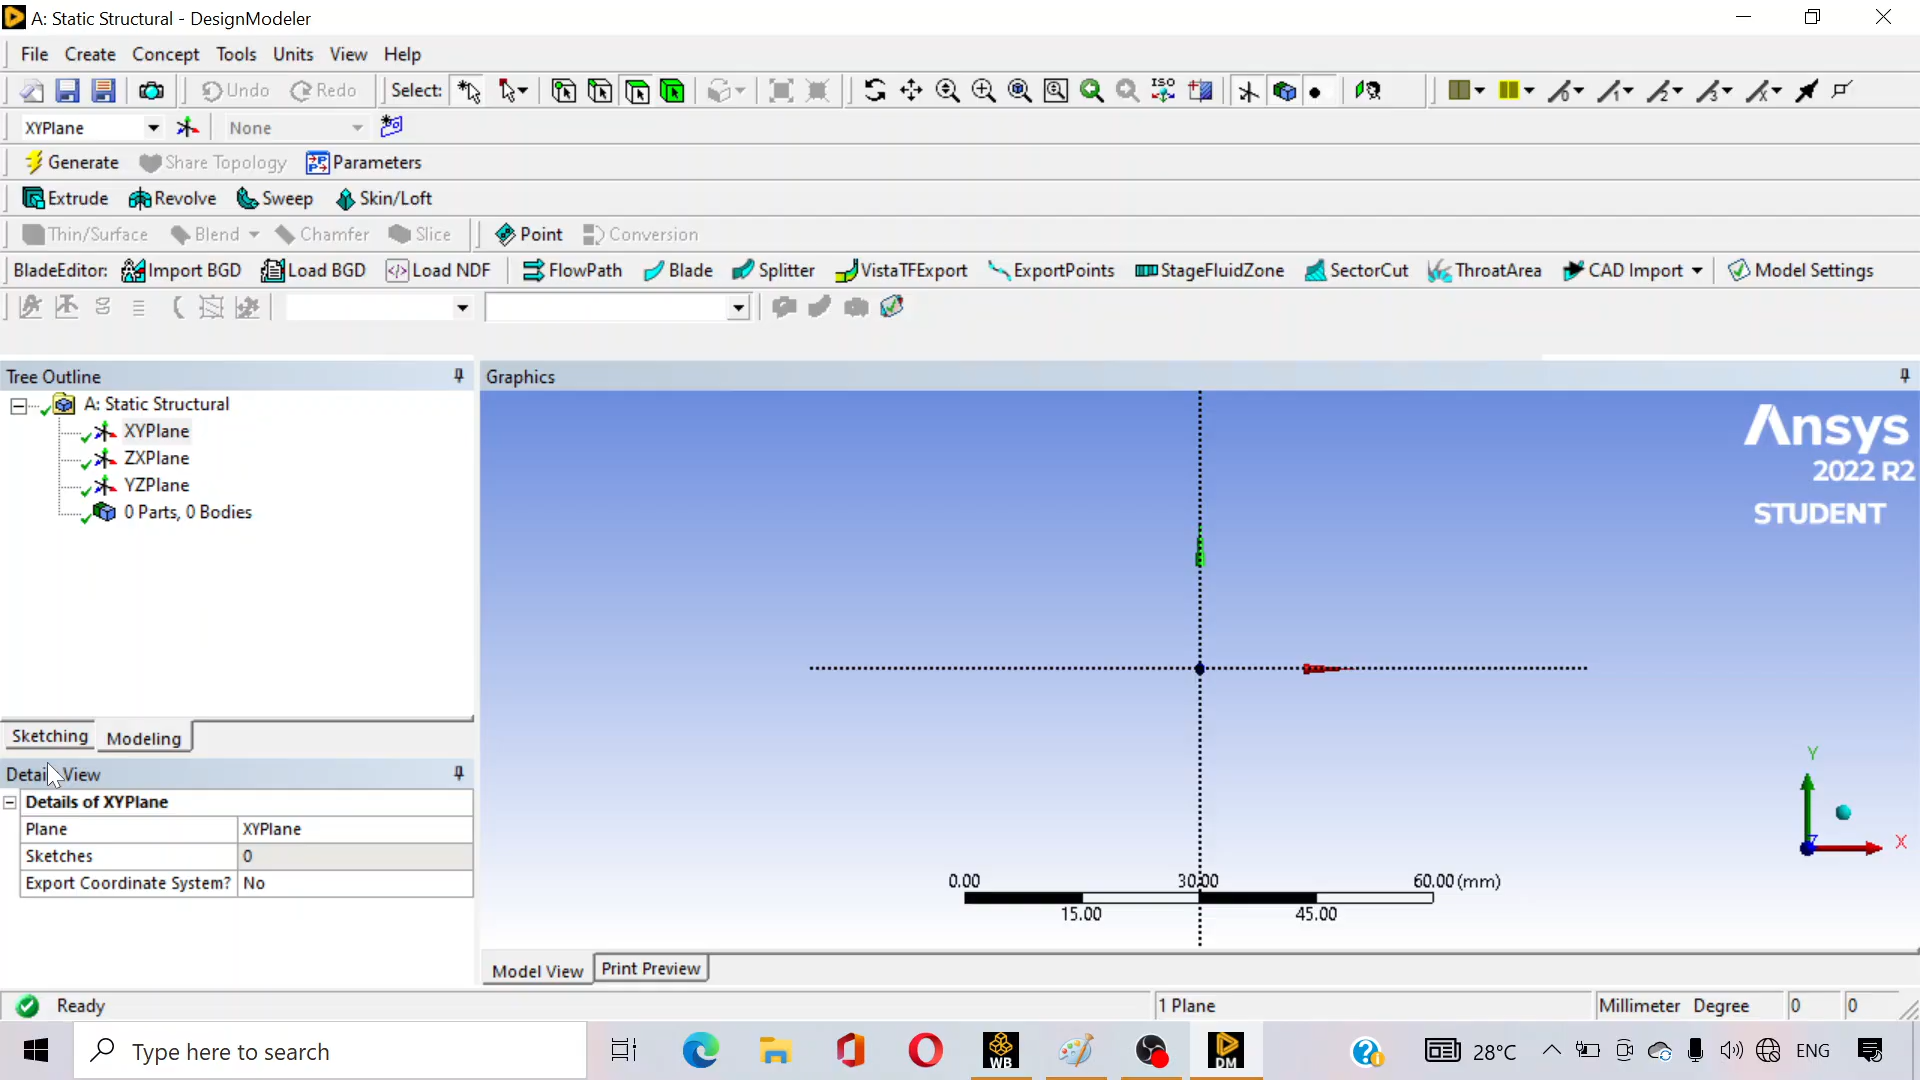 A: Static Structural - DesignModeler
File Create Concept Tools Units View Help
Undo Redo Select: ISO
XYPlane None
Generate Share Topology Parameters
Extrude Revolve Sweep Skin/Loft
Thin/Surface Blend Chamfer Slice Point Conversion
BladeEditor: Import BGD Load BGD Load NDF FlowPath Blade Splitter VistaTFExport ExportPoints StageFluidZone SectorCut ThroatArea CAD Import Model Settings
Tree Outline
A: Static Structural
XYPlane
ZXPlane
YZPlane
0 Parts, 0 Bodies
Sketching Modeling
Details View
Details of XYPlane
Plane XYPlane
Sketches 0
Export Coordinate System? No
Graphics
Ansys
2022 R2
STUDENT
Y
X
Z
0.00 30.00 60.00 (mm)
15.00 45.00
Model View Print Preview
Ready 1 Plane Millimeter Degree 0 0
Type here to search WB DM 28°C ENG